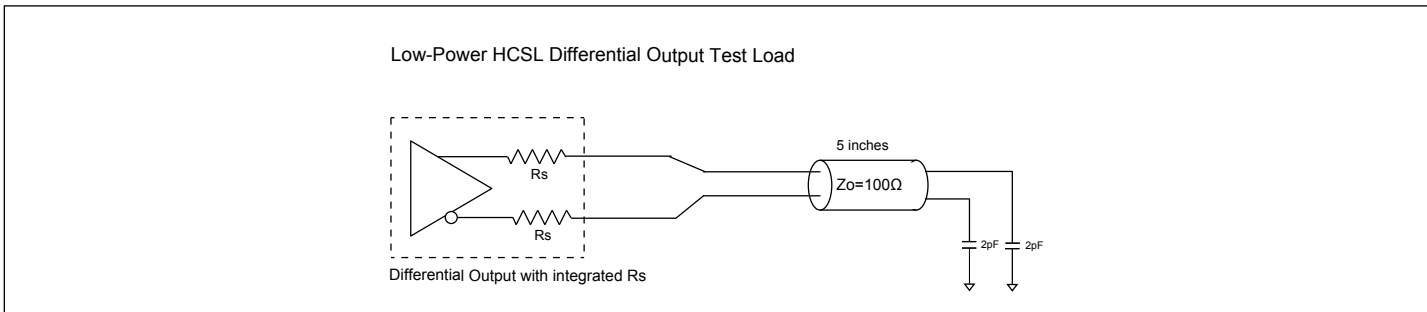 Low-Power HCSL Differential Output Test Load
5 inches
Rs
Zo=100Ω
Rs
2pF
2pF
Differential Output with integrated Rs